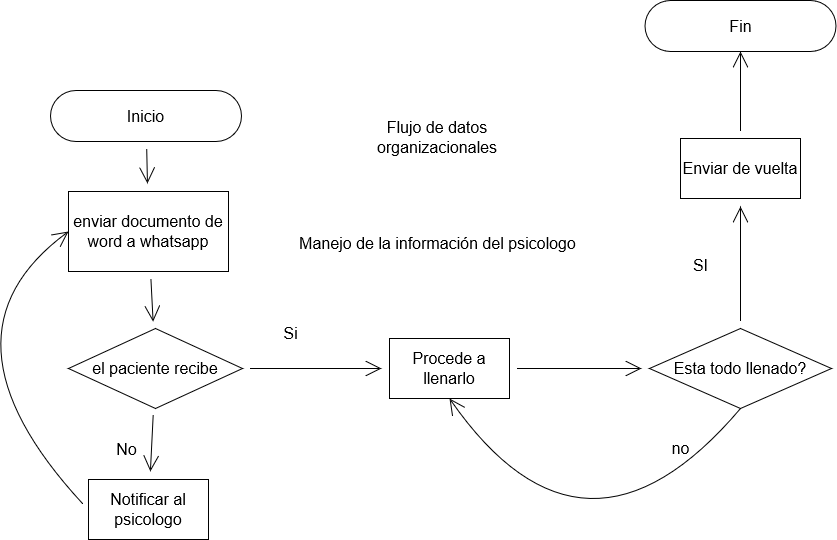 Fin
Inicio
Flujo de datos
organizacionales
Enviar de vuelta
enviar documento de
word a whatsapp
Manejo de la información del psicologo
SI
Si
el paciente recibe
Procede a
llenarlo
Esta todo llenado?
No
no
Notificar al
psicologo